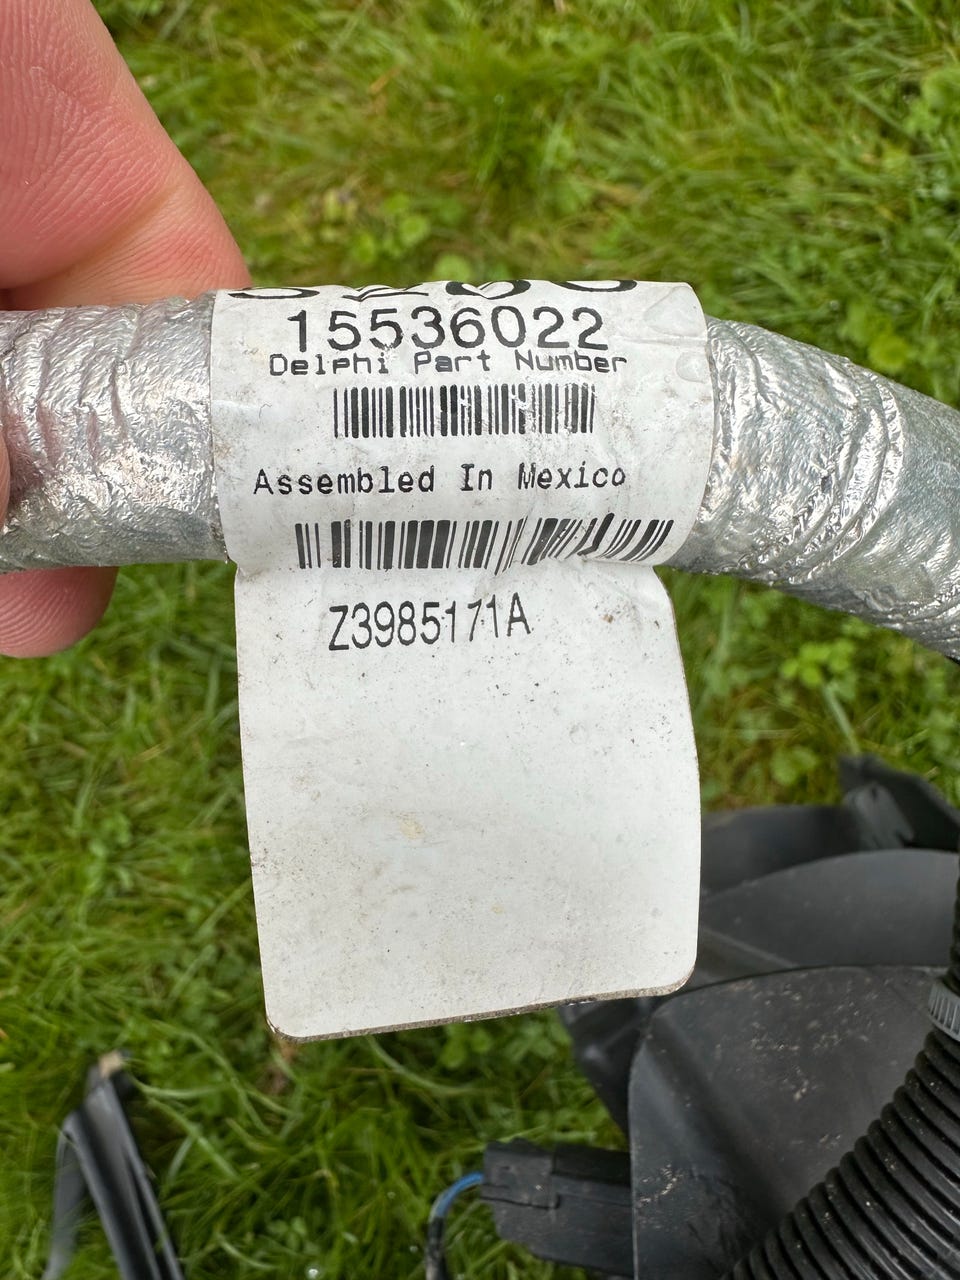 15536022
Delphi Part Number
Assembled In Mexico
Z3985171A